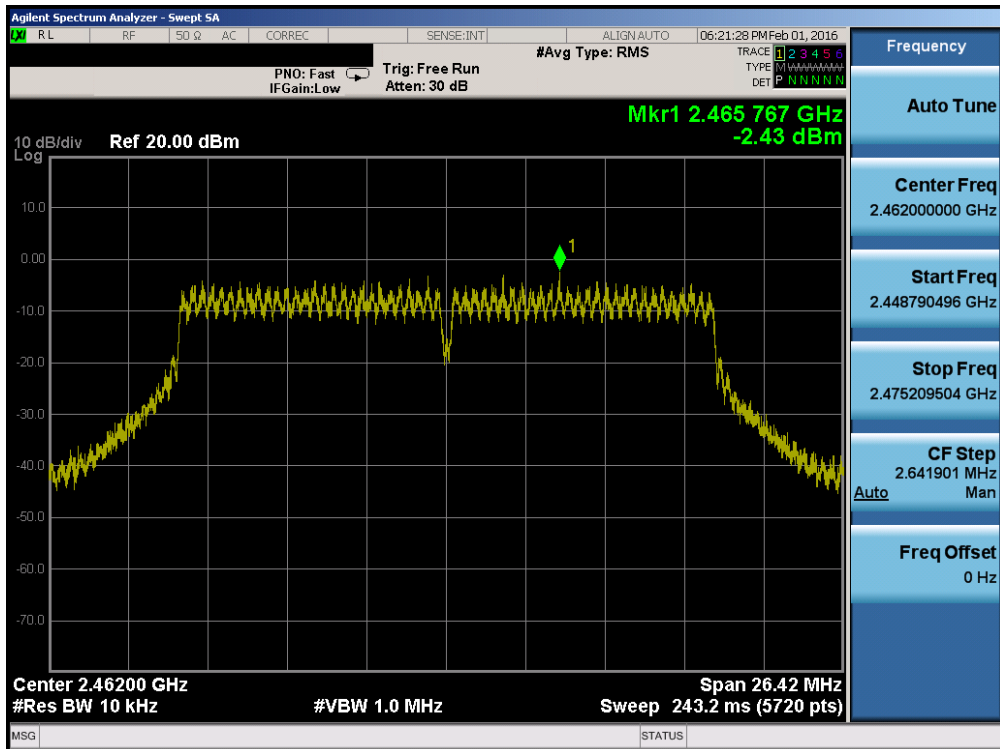 Agilent Spectrum Analyzer - Swept SA
LXI RL RF 50 Ω AC CORREC SENSE:INT ALIGN AUTO 06:21:28 PM Feb 01, 2016
#Avg Type: RMS TRACE 1 2 3 4 5 6
PNO: Fast Trig: Free Run TYPE M WWWWW
IFGain:Low Atten: 30 dB DET P N N N N N
Mkr1 2.465 767 GHz
10 dB/div Ref 20.00 dBm -2.43 dBm
Log
10.0
1
0.00
-10.0
-20.0
-30.0
-40.0
-50.0
-60.0
-70.0
Center 2.46200 GHz Span 26.42 MHz
#Res BW 10 kHz #VBW 1.0 MHz Sweep 243.2 ms (5720 pts)
MSG STATUS
Frequency
Auto Tune
Center Freq
2.462000000 GHz
Start Freq
2.448790496 GHz
Stop Freq
2.475209504 GHz
CF Step
2.641901 MHz
Auto Man
Freq Offset
0 Hz